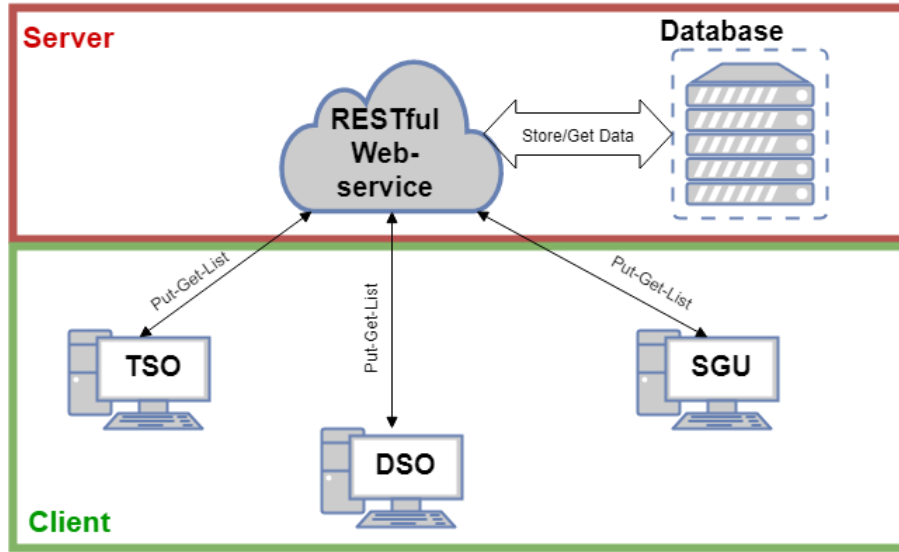 Server
Database
RESTful
Web-
service
Store/Get Data
Put-Get-List
Put-Get-List
Put-Get-List
TSO
SGU
DSO
Client